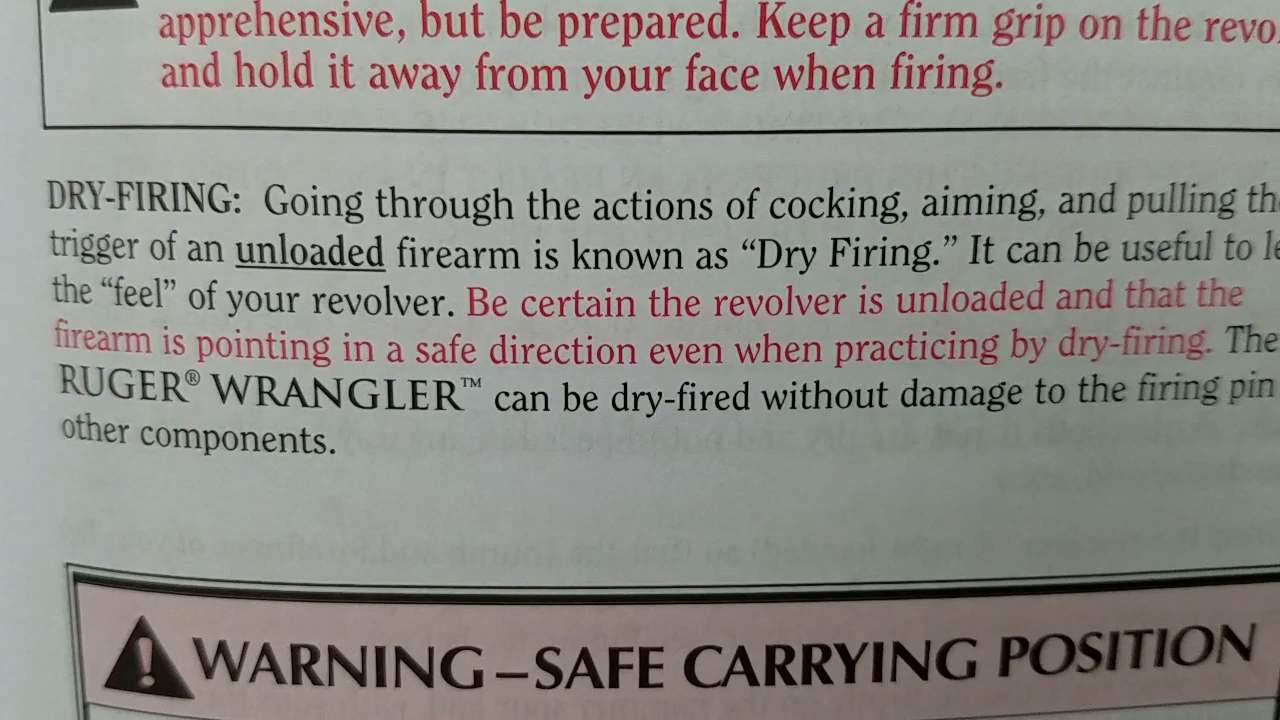 apprehensive, but be prepared. Keep a firm grip on the
and hold it away from your face when firing.
DRY-FIRING: Going through the actions of cocking, aiming, and pulling
trigger of an unloaded firearm is known as “Dry Firing.” It can be useful to
the “feel” of your revolver. Be certain the revolver is unloaded and that the
firearm is pointing in a safe direction even when practicing by dry-firing. The
RUGER® WRANGLER™ can be dry-fired without damage to the firing pin
other components.
WARNING–SAFE CARRYING POSITION